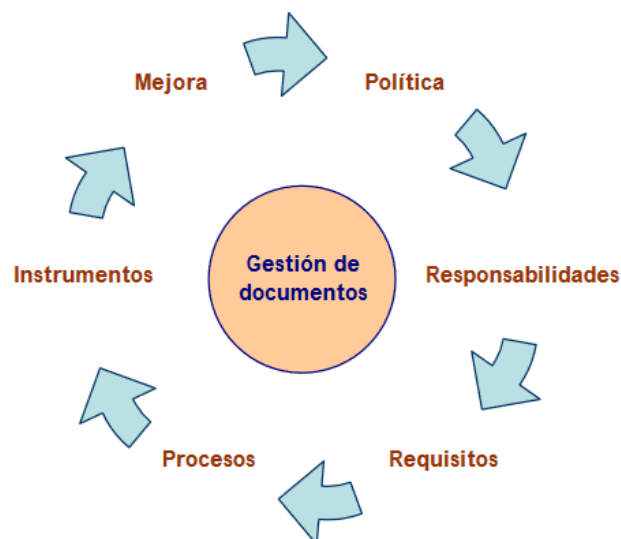 Mejora
Política
Gestión de
documentos
Instrumentos
Responsabilidades
Procesos
Requisitos